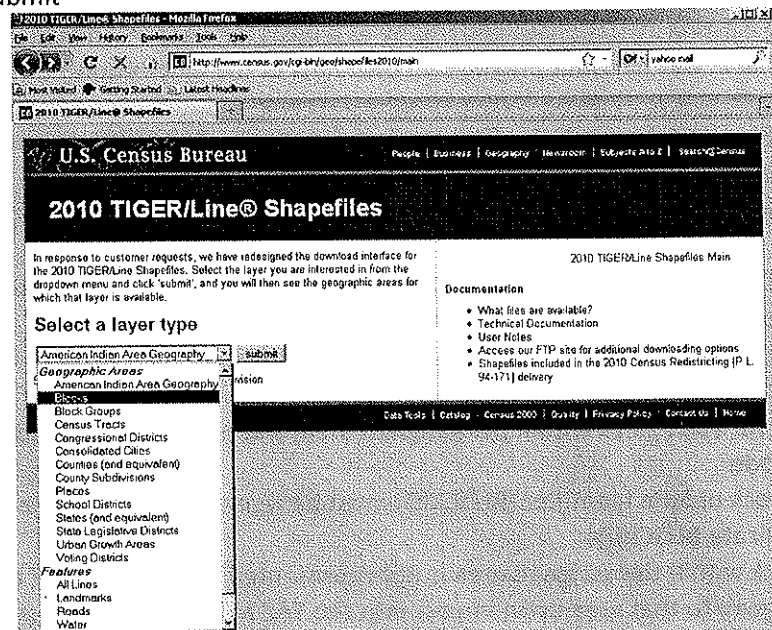 2010 TIGER/Line® Shapefiles - Mozilla Firefox
File Edit View History Bookmarks Tools Help
http://www.census.gov/cgi-bin/geo/shapefiles2010/main
yahoo mail
Most Visited Getting Started Latest Headlines
2010 TIGER/Line® Shapefiles
U.S. Census Bureau
People | Business | Geography | Newsroom | Subjects A to Z | Search@Census
2010 TIGER/Line® Shapefiles
In response to customer requests, we have redesigned the download interface for
the 2010 TIGER/Line Shapefiles. Select the layer you are interested in from the
dropdown menu and click 'submit', and you will then see the geographic areas for
which that layer is available.
Select a layer type
American Indian Area Geography submit
Geographic Areas
American Indian Area Geography
Blocks
Block Groups
Census Tracts
Congressional Districts
Consolidated Cities
Counties (and equivalent)
County Subdivisions
Places
School Districts
States (and equivalent)
State Legislative Districts
Urban Growth Areas
Voting Districts
Features
All Lines
Landmarks
Roads
Water
vision
2010 TIGER/Line Shapefiles Main
Documentation
• What files are available?
• Technical Documentation
• User Notes
• Access our FTP site for additional downloading options
• Shapefiles included in the 2010 Census Redistricting [P.L.
94-171] delivery
Data Tools | Catalog | Census 2000 | Quality | Privacy Policy | Contact Us | Home